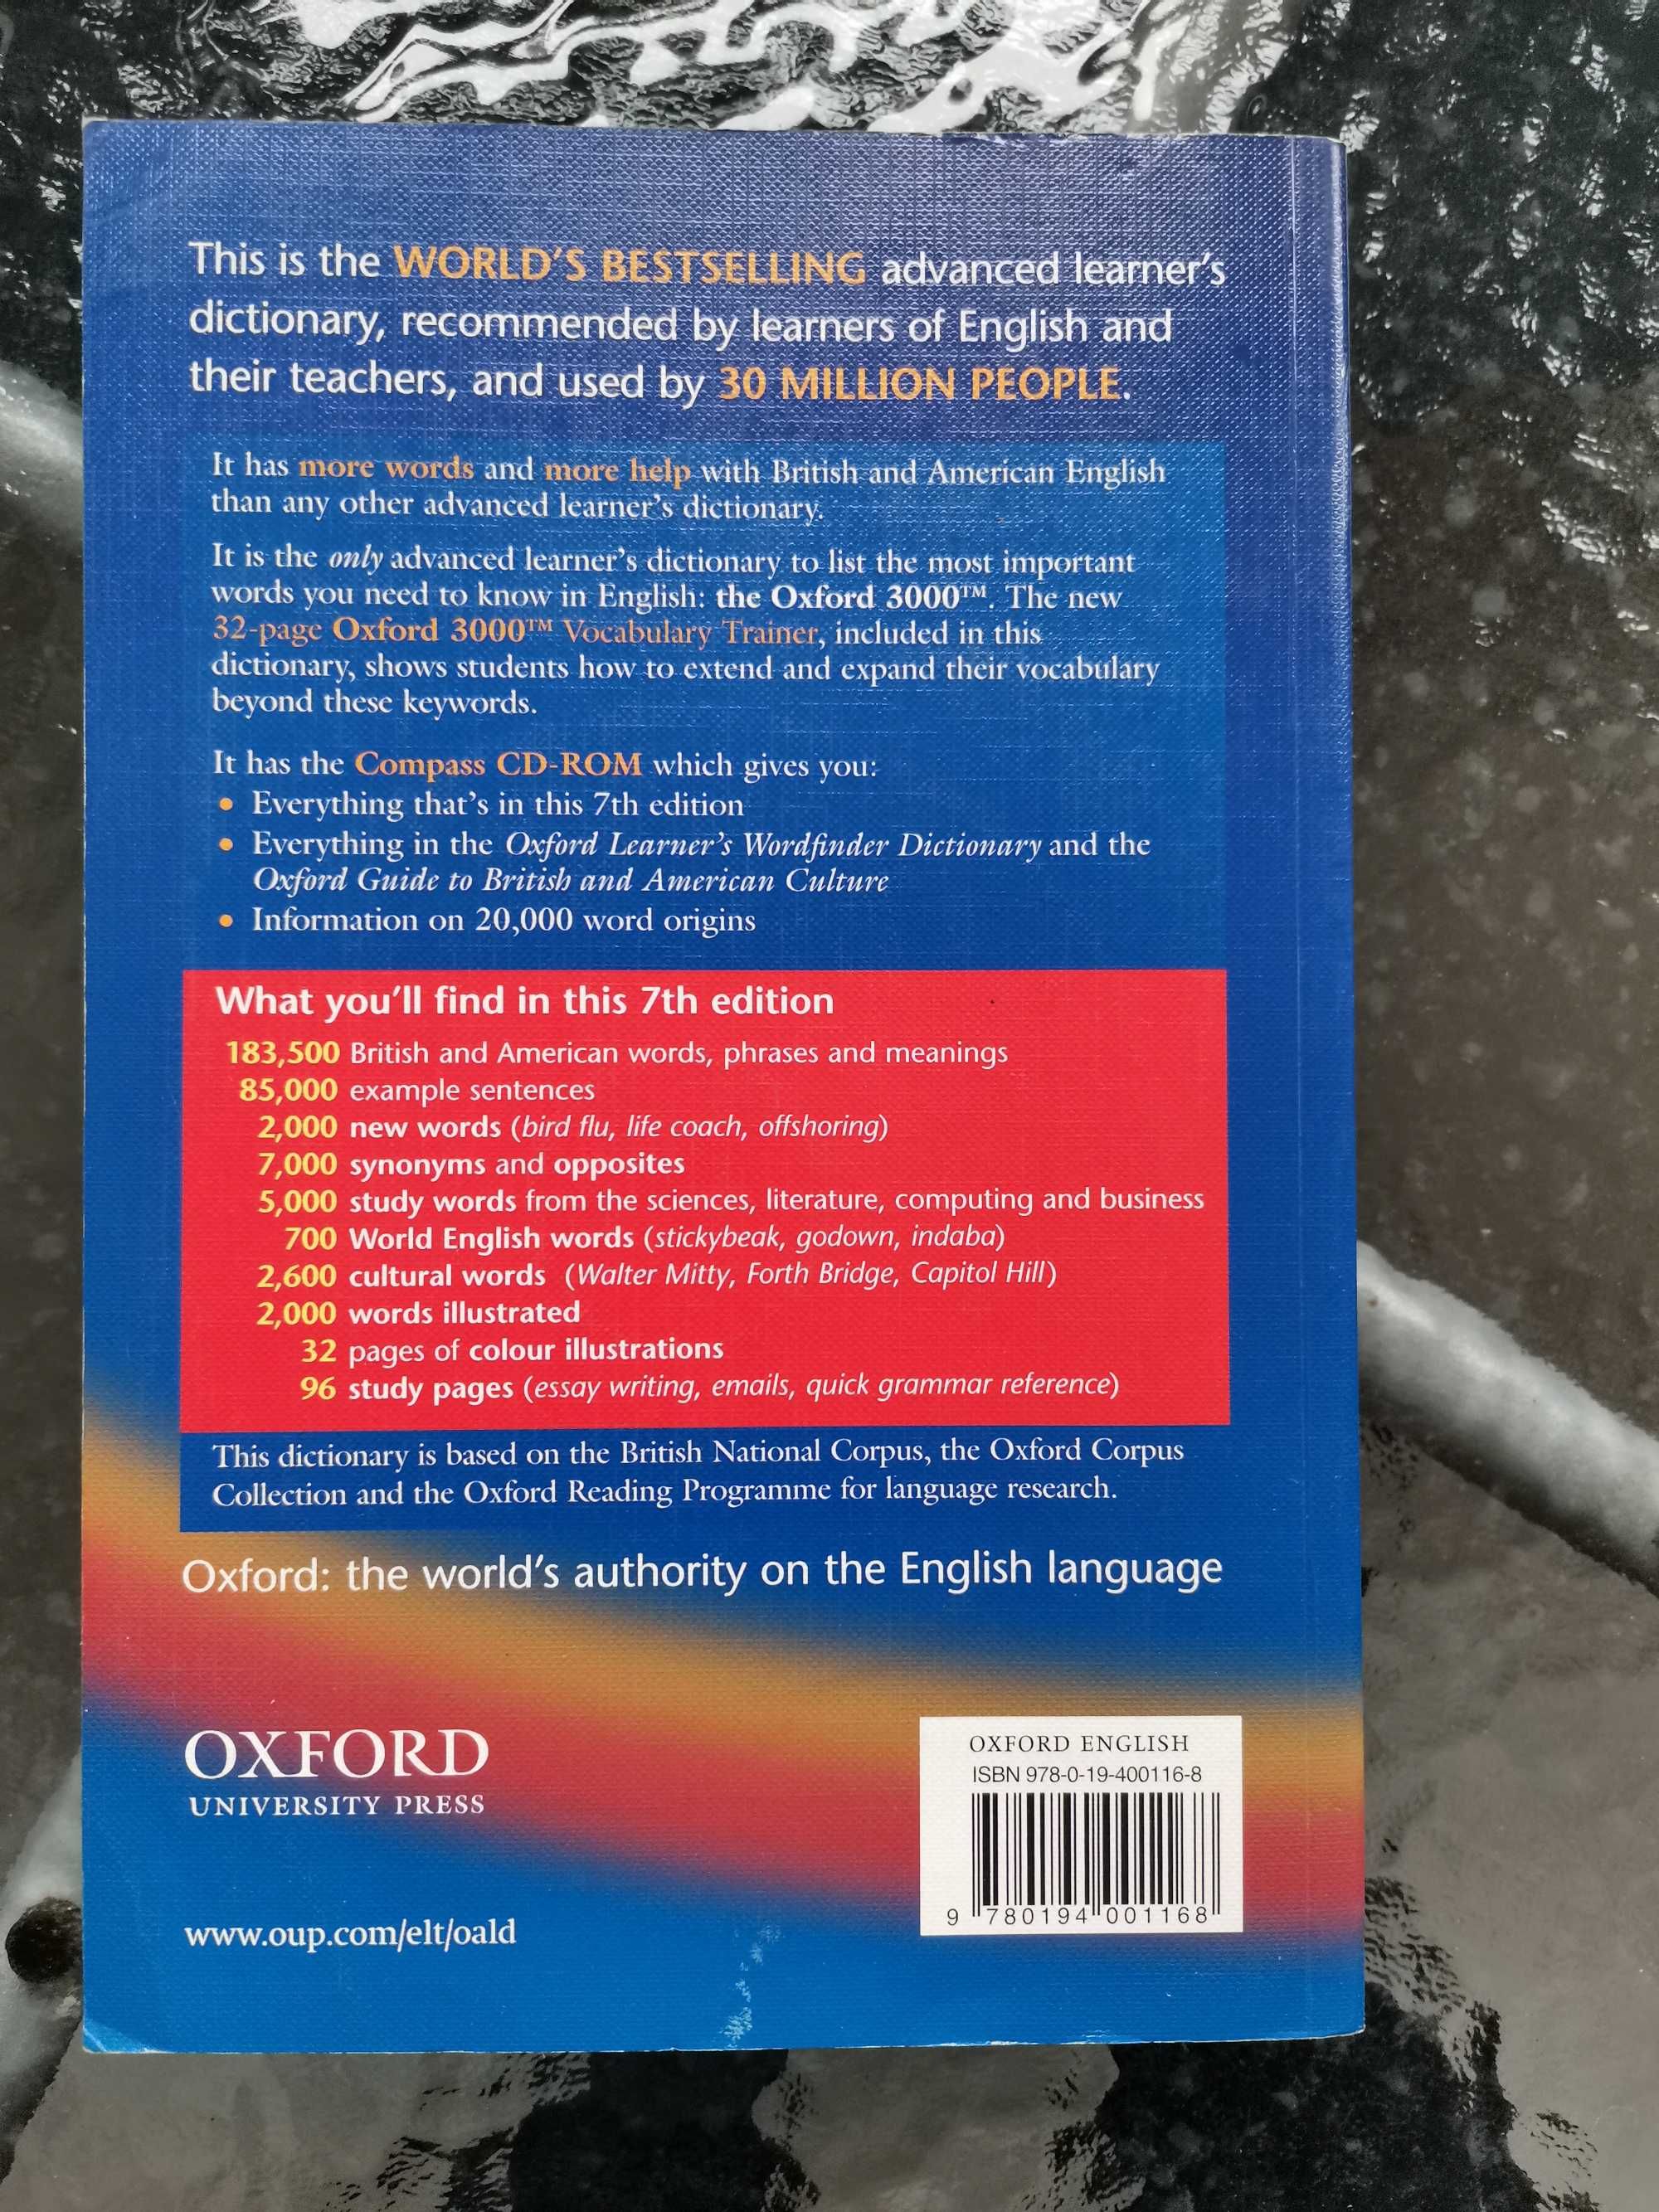 This is the WORLD'S BESTSELLING advanced learner's
dictionary, recommended by learners of English and
their teachers, and used by 30 MILLION PEOPLE.
It has more words and more help with British and American English
than any other advanced learner's dictionary.
It is the only advanced learner's dictionary to list the most important
words you need to know in English: the Oxford 3000™. The new
32-page Oxford 3000™ Vocabulary Trainer, included in this
dictionary, shows students how to extend and expand their vocabulary
beyond these keywords.
It has the Compass CD-ROM which gives you:
• Everything that's in this 7th edition
• Everything in the Oxford Learner's Wordfinder Dictionary and the
Oxford Guide to British and American Culture
• Information on 20,000 word origins
What you'll find in this 7th edition
183,500 British and American words, phrases and meanings
85,000 example sentences
2,000 new words (bird flu, life coach, offshoring)
7,000 synonyms and opposites
5,000 study words from the sciences, literature, computing and business
700 World English words (stickybeak, godown, indaba)
2,600 cultural words (Walter Mitty, Forth Bridge, Capitol Hill)
2,000 words illustrated
32 pages of colour illustrations
96 study pages (essay writing, emails, quick grammar reference)
This dictionary is based on the British National Corpus, the Oxford Corpus
Collection and the Oxford Reading Programme for language research.
Oxford: the world's authority on the English language
OXFORD
UNIVERSITY PRESS
www.oup.com/elt/oald
OXFORD ENGLISH
ISBN 978-0-19-400116-8
9 780194 001168